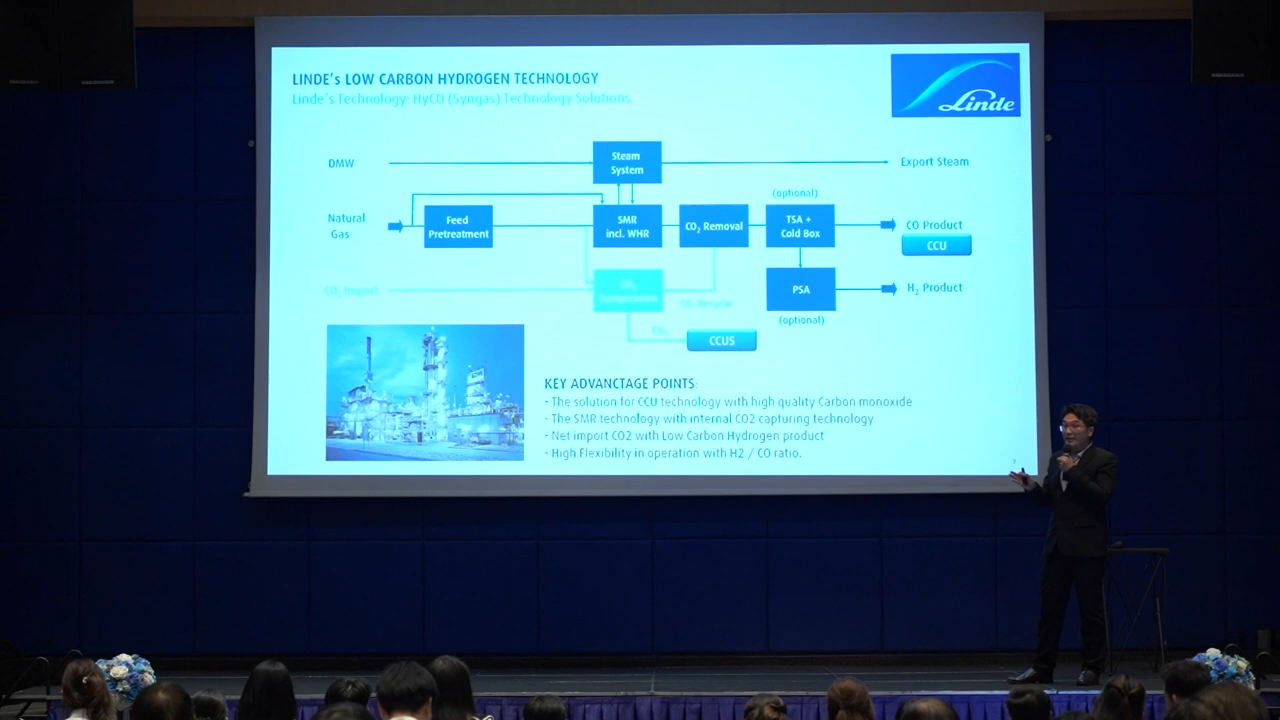 LINDE's LOW CARBON HYDROGEN TECHNOLOGY
Linde's Technology: HyCO (Syngas) Technology Solutions.
Linde
DMW
Steam
System
Export Steam
Natural
Gas
Feed
Pretreatment
SMR
incl. WHR
CO₂ Removal
(optional)
TSA +
Cold Box
CO Product
CCU
CO₂ Import
CO₂
Compression
CO₂ Recycle
PSA
(optional)
H₂ Product
CO₂
CCUS
KEY ADVANCTAGE POINTS:
- The solution for CCU technology with high quality Carbon monoxide
- The SMR technology with internal CO2 capturing technology
- Net import CO2 with Low Carbon Hydrogen product
- High Flexibility in operation with H2 / CO ratio.